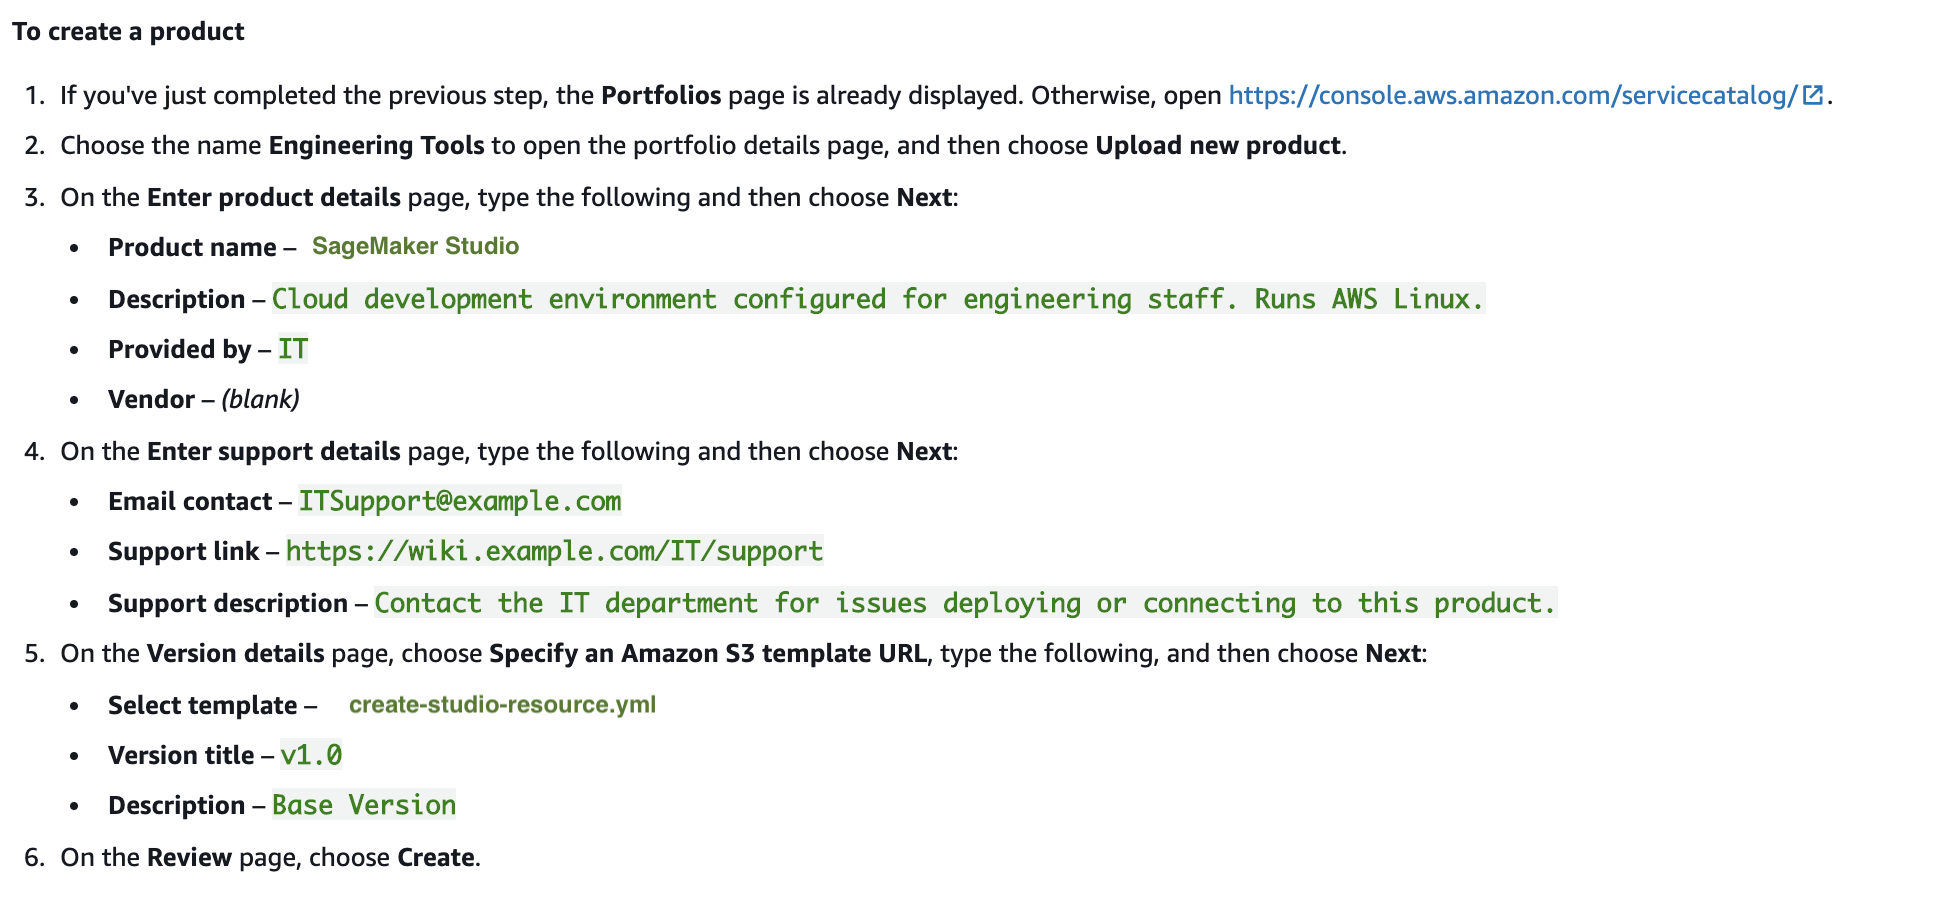 To create a product
1. If you've just completed the previous step, the Portfolios page is already displayed. Otherwise, open https://console.aws.amazon.com/servicecatalog/.
2. Choose the name Engineering Tools to open the portfolio details page, and then choose Upload new product.
3. On the Enter product details page, type the following and then choose Next:
• Product name – SageMaker Studio
• Description – Cloud development environment configured for engineering staff. Runs AWS Linux.
• Provided by – IT
• Vendor – (blank)
4. On the Enter support details page, type the following and then choose Next:
• Email contact – ITSupport@example.com
• Support link – https://wiki.example.com/IT/support
• Support description – Contact the IT department for issues deploying or connecting to this product.
5. On the Version details page, choose Specify an Amazon S3 template URL, type the following, and then choose Next:
• Select template – create-studio-resource.yml
• Version title – v1.0
• Description – Base Version
6. On the Review page, choose Create.